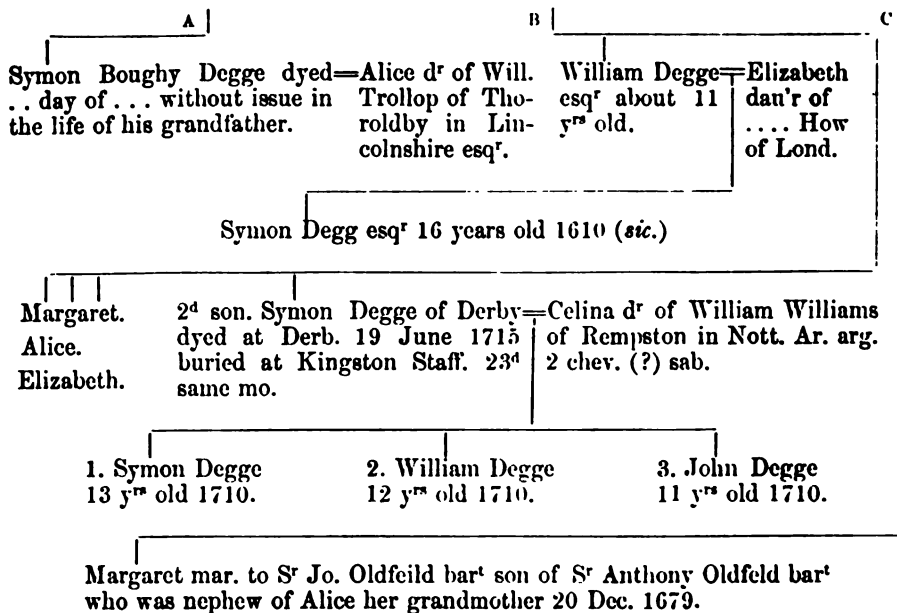 A B C
Symon Boughy Degge dyed=Alice dʳ of Will.
.. day of ... without issue in Trollop of Tho-
the life of his grandfather. roldby in Lin-
colnshire esqʳ.
William Degge=Elizabeth
esqʳ about 11 dau'r of
yʳˢ old. .... How
of Lond.
Symon Degg esqʳ 16 years old 1610 (sic.)
Margaret.
Alice.
Elizabeth.
2ᵈ son. Symon Degge of Derby=Celina dʳ of William Williams
dyed at Derb. 19 June 1715 of Rempston in Nott. Ar. arg.
buried at Kingston Staff. 23ᵈ 2 chev. (?) sab.
same mo.
1. Symon Degge 2. William Degge 3. John Degge
13 yʳˢ old 1710. 12 yʳˢ old 1710. 11 yʳˢ old 1710.
Margaret mar. to Sʳ Jo. Oldfeild barᵗ son of Sʳ Anthony Oldfeld barᵗ
who was nephew of Alice her grandmother 20 Dec. 1679.